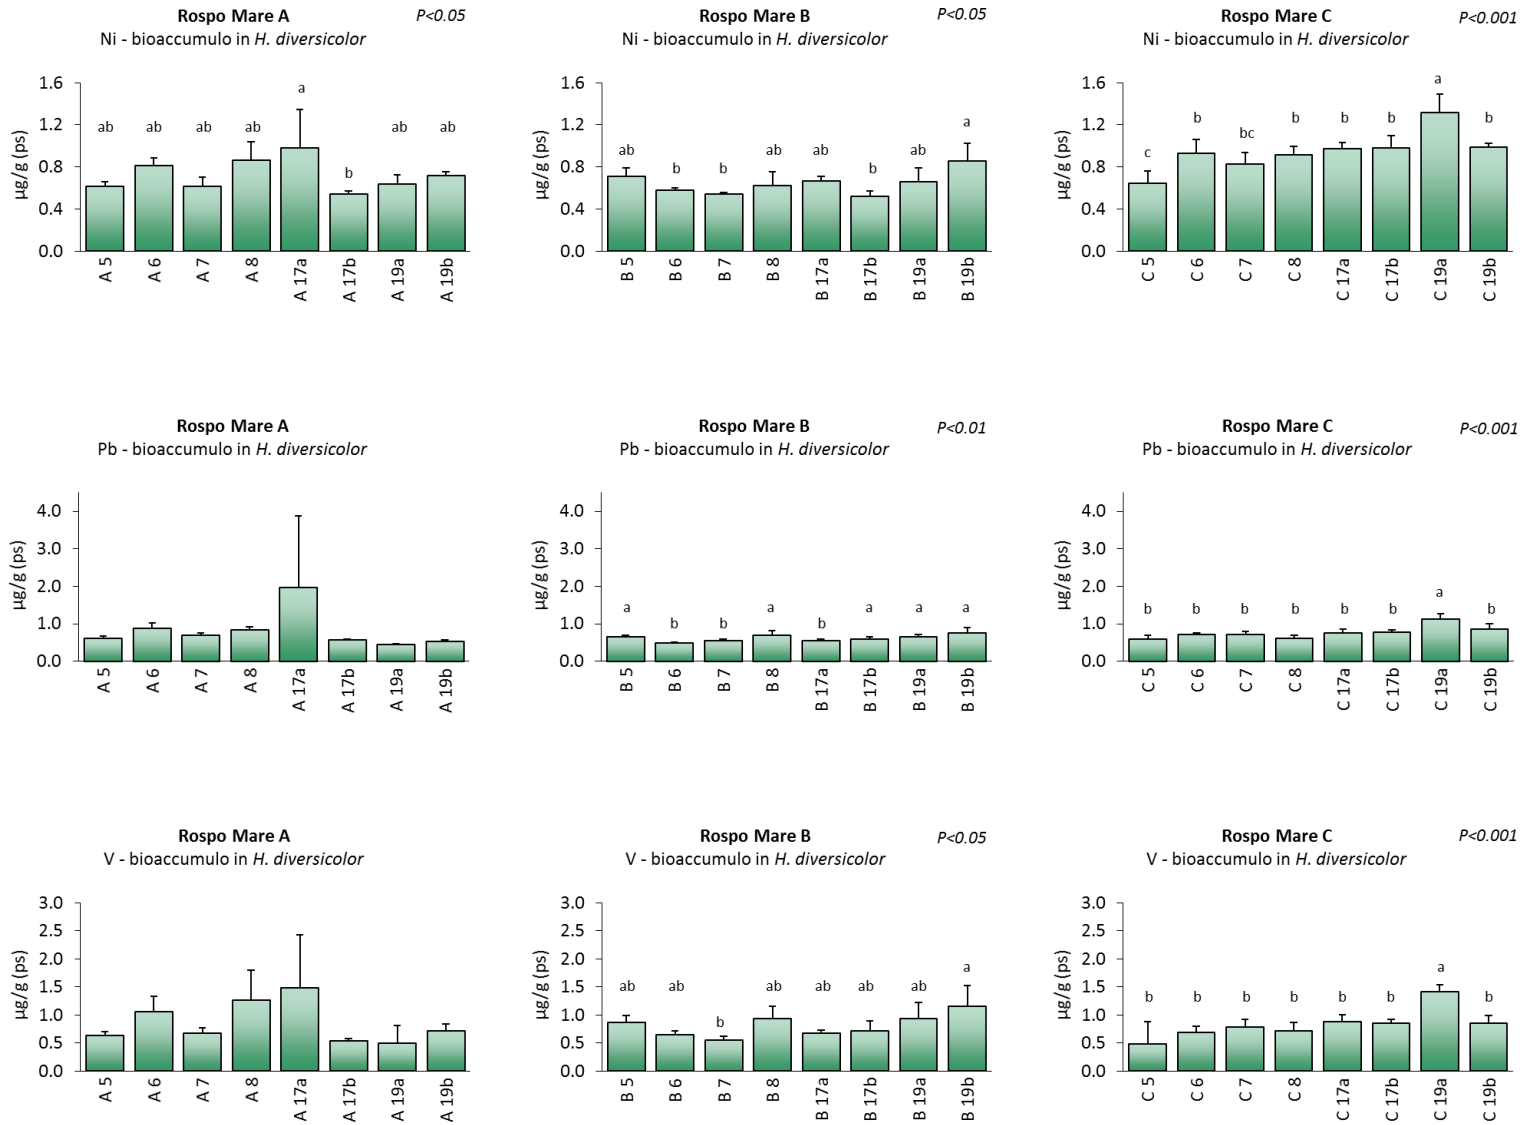 Rospo Mare A
P<0.05
Ni - bioaccumulo in H. diversicolor
µg/g (ps)
1.6
1.2
0.8
0.4
0.0
ab
ab
ab
ab
a
b
ab
ab
A 5
A 6
A 7
A 8
A 17a
A 17b
A 19a
A 19b
Rospo Mare B
P<0.05
Ni - bioaccumulo in H. diversicolor
µg/g (ps)
1.6
1.2
0.8
0.4
0.0
ab
b
b
ab
ab
b
ab
a
B 5
B 6
B 7
B 8
B 17a
B 17b
B 19a
B 19b
Rospo Mare C
P<0.001
Ni - bioaccumulo in H. diversicolor
µg/g (ps)
1.6
1.2
0.8
0.4
0.0
c
b
bc
b
b
b
a
b
C 5
C 6
C 7
C 8
C 17a
C 17b
C 19a
C 19b
Rospo Mare A
Pb - bioaccumulo in H. diversicolor
µg/g (ps)
4.0
3.0
2.0
1.0
0.0
A 5
A 6
A 7
A 8
A 17a
A 17b
A 19a
A 19b
Rospo Mare B
P<0.01
Pb - bioaccumulo in H. diversicolor
µg/g (ps)
4.0
3.0
2.0
1.0
0.0
a
b
b
a
b
a
a
a
B 5
B 6
B 7
B 8
B 17a
B 17b
B 19a
B 19b
Rospo Mare C
P<0.001
Pb - bioaccumulo in H. diversicolor
µg/g (ps)
4.0
3.0
2.0
1.0
0.0
b
b
b
b
b
b
a
b
C 5
C 6
C 7
C 8
C 17a
C 17b
C 19a
C 19b
Rospo Mare A
V - bioaccumulo in H. diversicolor
µg/g (ps)
3.0
2.5
2.0
1.5
1.0
0.5
0.0
A 5
A 6
A 7
A 8
A 17a
A 17b
A 19a
A 19b
Rospo Mare B
P<0.05
V - bioaccumulo in H. diversicolor
µg/g (ps)
3.0
2.5
2.0
1.5
1.0
0.5
0.0
ab
ab
b
ab
ab
ab
ab
a
B 5
B 6
B 7
B 8
B 17a
B 17b
B 19a
B 19b
Rospo Mare C
P<0.001
V - bioaccumulo in H. diversicolor
µg/g (ps)
3.0
2.5
2.0
1.5
1.0
0.5
0.0
b
b
b
b
b
b
a
b
C 5
C 6
C 7
C 8
C 17a
C 17b
C 19a
C 19b